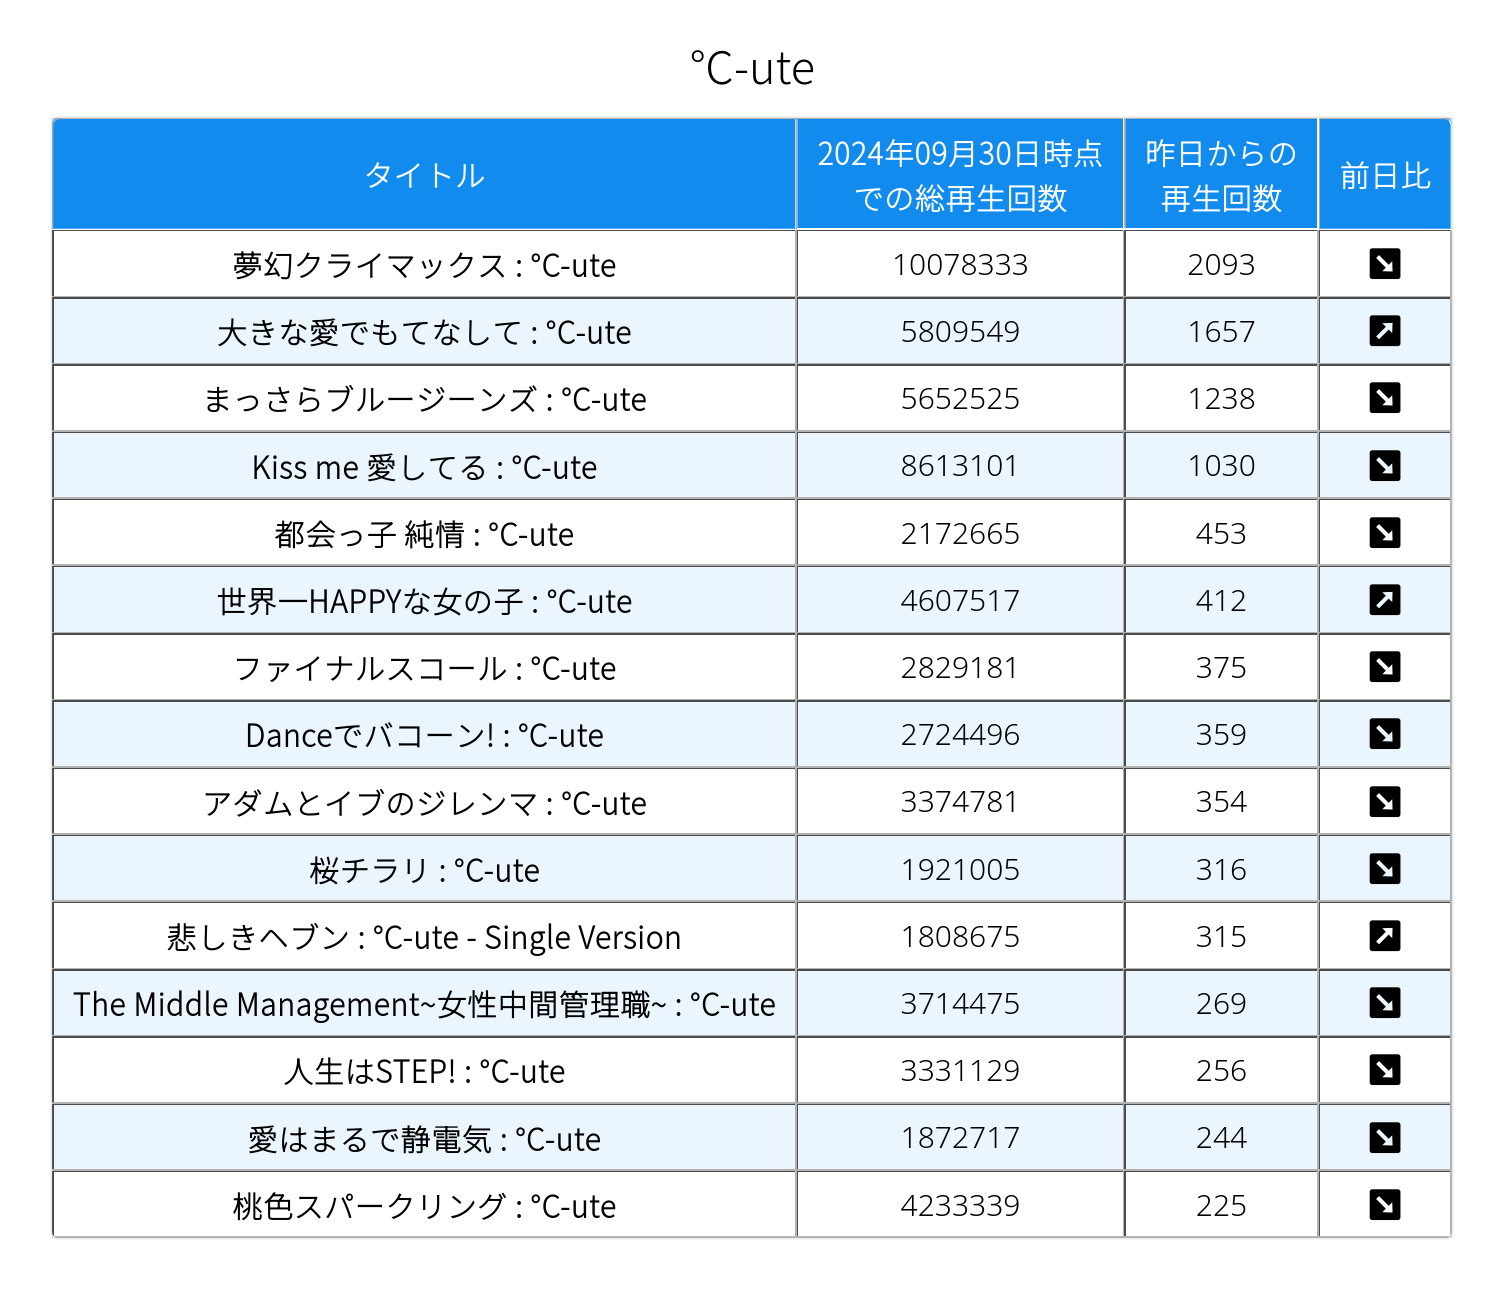 ℃-ute
タイトル
2024年09月30日時点
での総再生回数
昨日からの
再生回数
前日比
夢幻クライマックス : ℃-ute 10078333 2093 ↘
大きな愛でもてなして : ℃-ute 5809549 1657 ↗
まっさらブルージーンズ : ℃-ute 5652525 1238 ↘
Kiss me 愛してる : ℃-ute 8613101 1030 ↘
都会っ子 純情 : ℃-ute 2172665 453 ↘
世界一HAPPYな女の子 : ℃-ute 4607517 412 ↗
ファイナルスコール : ℃-ute 2829181 375 ↘
Danceでバコーン! : ℃-ute 2724496 359 ↘
アダムとイブのジレンマ : ℃-ute 3374781 354 ↘
桜チラリ : ℃-ute 1921005 316 ↘
悲しきヘブン : ℃-ute - Single Version 1808675 315 ↗
The Middle Management~女性中間管理職~ : ℃-ute 3714475 269 ↘
人生はSTEP! : ℃-ute 3331129 256 ↘
愛はまるで静電気 : ℃-ute 1872717 244 ↘
桃色スパークリング : ℃-ute 4233339 225 ↘